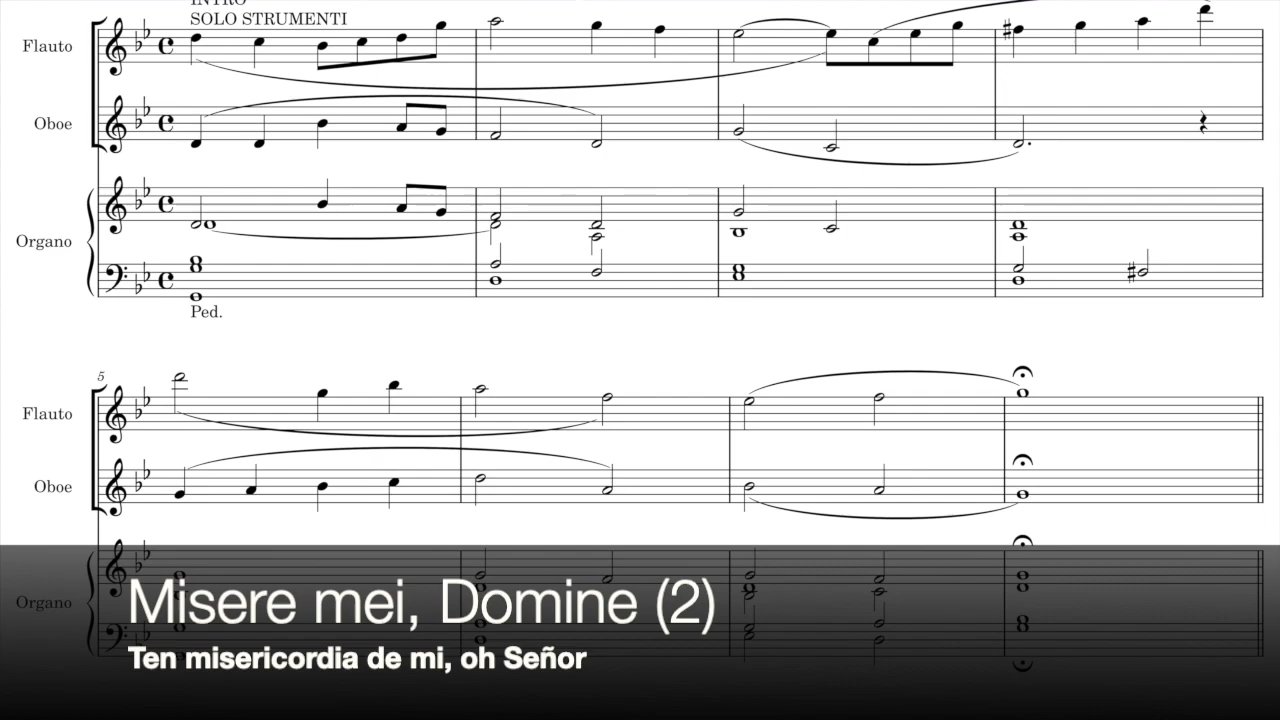 INTRO
SOLO STRUMENTI
Flauto
Oboe
Organo
Ped.
5
Flauto
Oboe
Organo
Misere mei, Domine (2)
Ten misericordia de mi, oh Señor